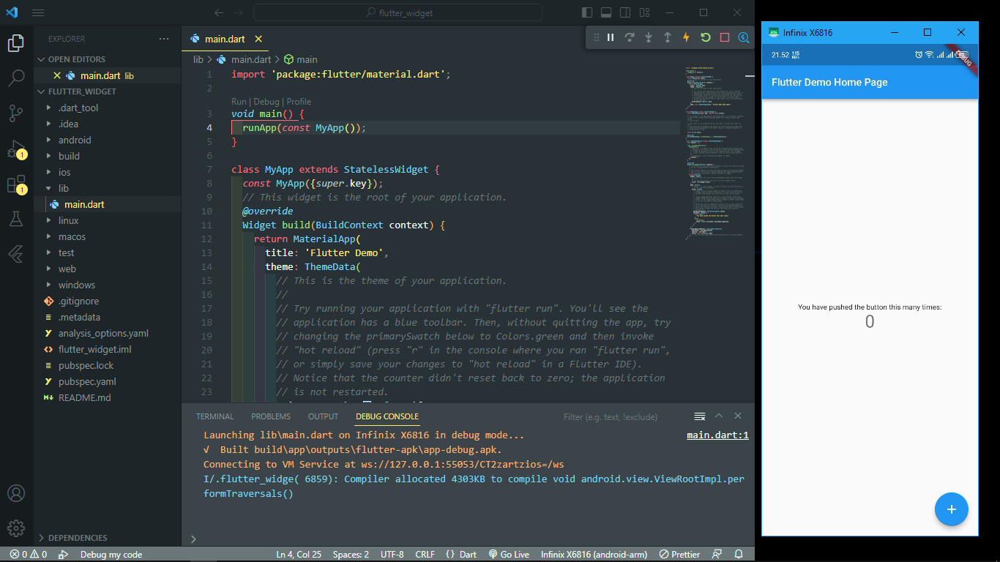 flutter_widget
EXPLORER
OPEN EDITORS
main.dart lib
FLUTTER_WIDGET
.dart_tool
.idea
android
build
ios
lib
main.dart
linux
macos
test
web
windows
.gitignore
.metadata
analysis_options.yaml
flutter_widget.iml
pubspec.lock
pubspec.yaml
README.md
DEPENDENCIES
1
1
main.dart
lib > main.dart > main
1 import 'package:flutter/material.dart';
2
Run | Debug | Profile
3 void main() {
4 runApp(const MyApp());
5 }
6
7 class MyApp extends StatelessWidget {
8 const MyApp({super.key});
9 // This widget is the root of your application.
10 @override
11 Widget build(BuildContext context) {
12 return MaterialApp(
13 title: 'Flutter Demo',
14 theme: ThemeData(
15 // This is the theme of your application.
16 //
17 // Try running your application with "flutter run". You'll see the
18 // application has a blue toolbar. Then, without quitting the app, try
19 // changing the primarySwatch below to Colors.green and then invoke
20 // "hot reload" (press "r" in the console where you ran "flutter run",
21 // or simply save your changes to "hot reload" in a Flutter IDE).
22 // Notice that the counter didn't reset back to zero; the application
23 // is not restarted.
TERMINAL PROBLEMS OUTPUT DEBUG CONSOLE Filter (e.g. text, !exclude)
Launching lib\main.dart on Infinix X6816 in debug mode... main.dart:1
√ Built build\app\outputs\flutter-apk\app-debug.apk.
Connecting to VM Service at ws://127.0.0.1:55053/CT2zartzios=/ws
I/.flutter_widge( 6859): Compiler allocated 4303KB to compile void android.view.ViewRootImpl.per
formTraversals()
0 0 Debug my code Ln 4, Col 25 Spaces: 2 UTF-8 CRLF {} Dart Go Live Infinix X6816 (android-arm) Prettier
Infinix X6816
21.52 115 KB/s
Flutter Demo Home Page
You have pushed the button this many times:
0